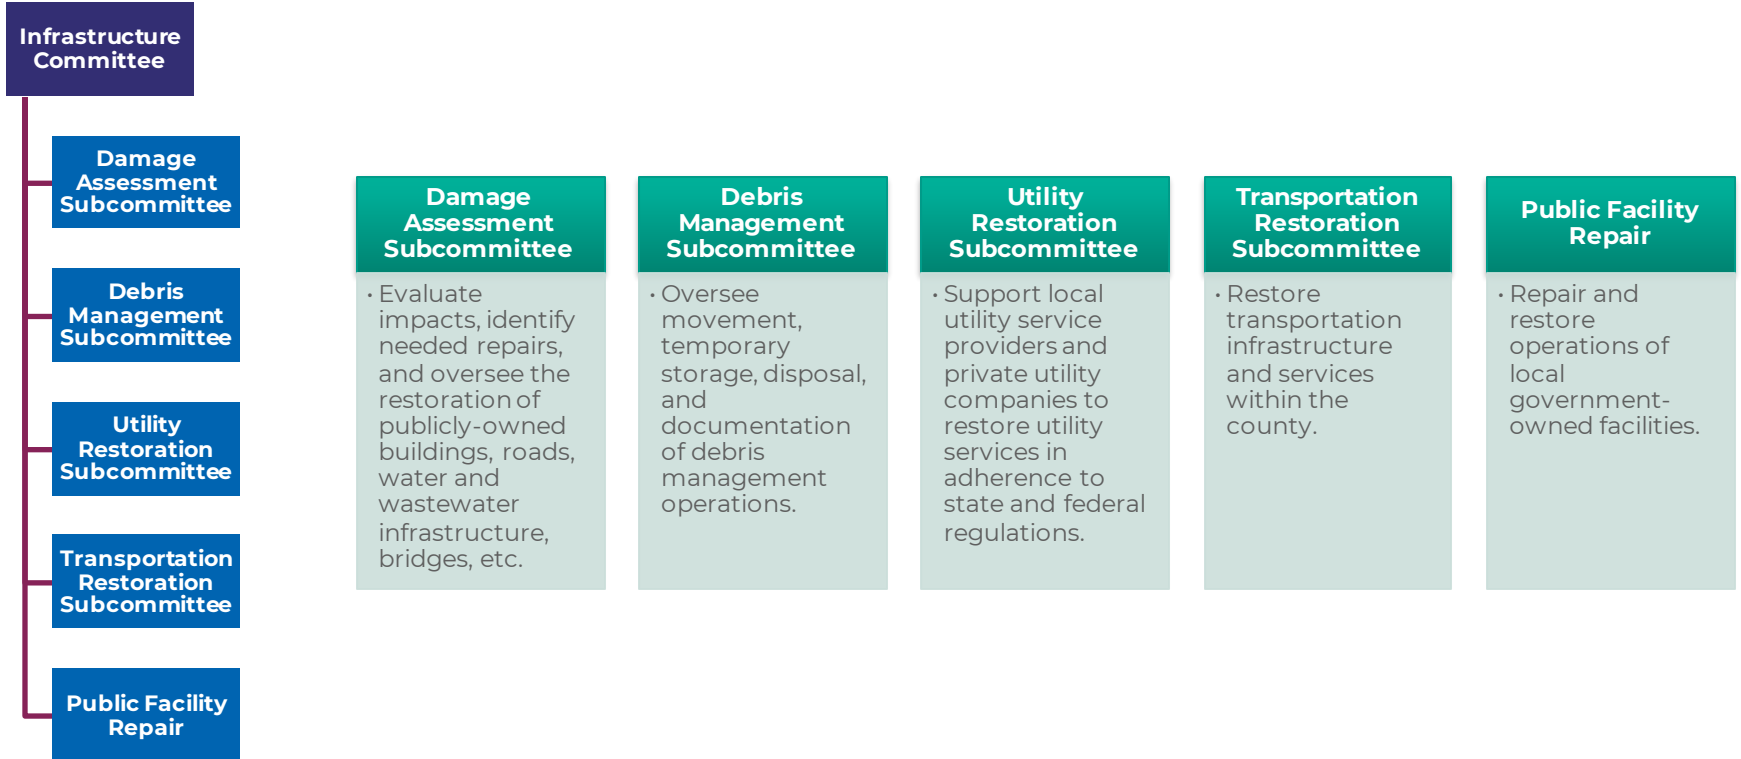 Infrastructure
Committee
Damage
Assessment
Subcommittee
Debris
Management
Subcommittee
Utility
Restoration
Subcommittee
Transportation
Restoration
Subcommittee
Public Facility
Repair
Damage
Assessment
Subcommittee
· Evaluate
impacts, identify
needed repairs,
and oversee the
restoration of
publicly-owned
buildings, roads,
water and
wastewater
infrastructure,
bridges, etc.
Debris
Management
Subcommittee
· Oversee
movement,
temporary
storage, disposal,
and
documentation
of debris
management
operations.
Utility
Restoration
Subcommittee
· Support local
utility service
providers and
private utility
companies to
restore utility
services in
adherence to
state and federal
regulations.
Transportation
Restoration
Subcommittee
· Restore
transportation
infrastructure
and services
within the
county.
Public Facility
Repair
· Repair and
restore
operations of
local
government-
owned facilities.